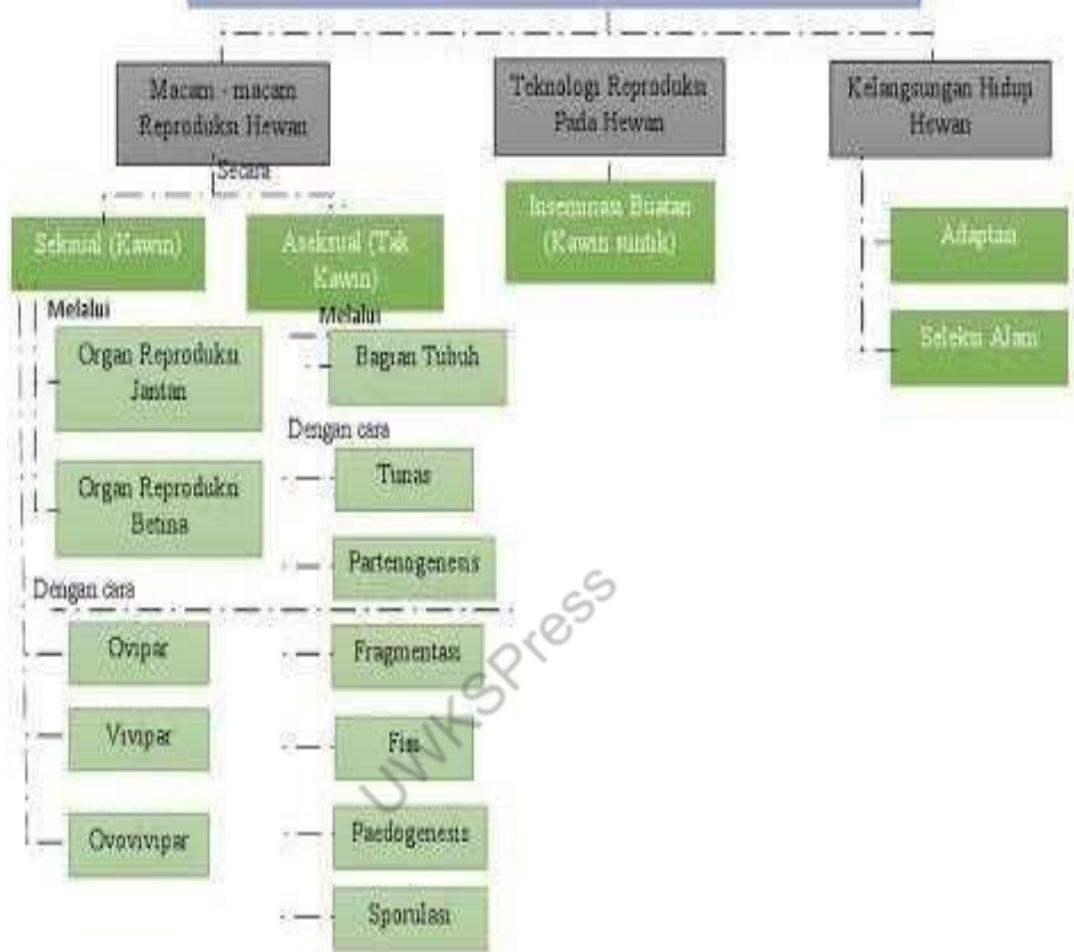 Macam - macam
Reproduksi Hewan
Teknologi Reproduksi
Pada Hewan
Kelangsungan Hidup
Hewan
Secara
Seksual (Kawin)
Aseksual (Tak
Kawin)
Inseminasi Buatan
(Kawin suntik)
Adaptasi
Seleksi Alam
Melalui
Organ Reproduksi
Jantan
Organ Reproduksi
Betina
Melalui
Bagian Tubuh
Dengan cara
Tunas
Partenogenesis
Dengan cara
Ovipar
Vivipar
Ovovivipar
Fragmentasi
Fisi
Paedogenesis
Sporulasi
UWKSPress